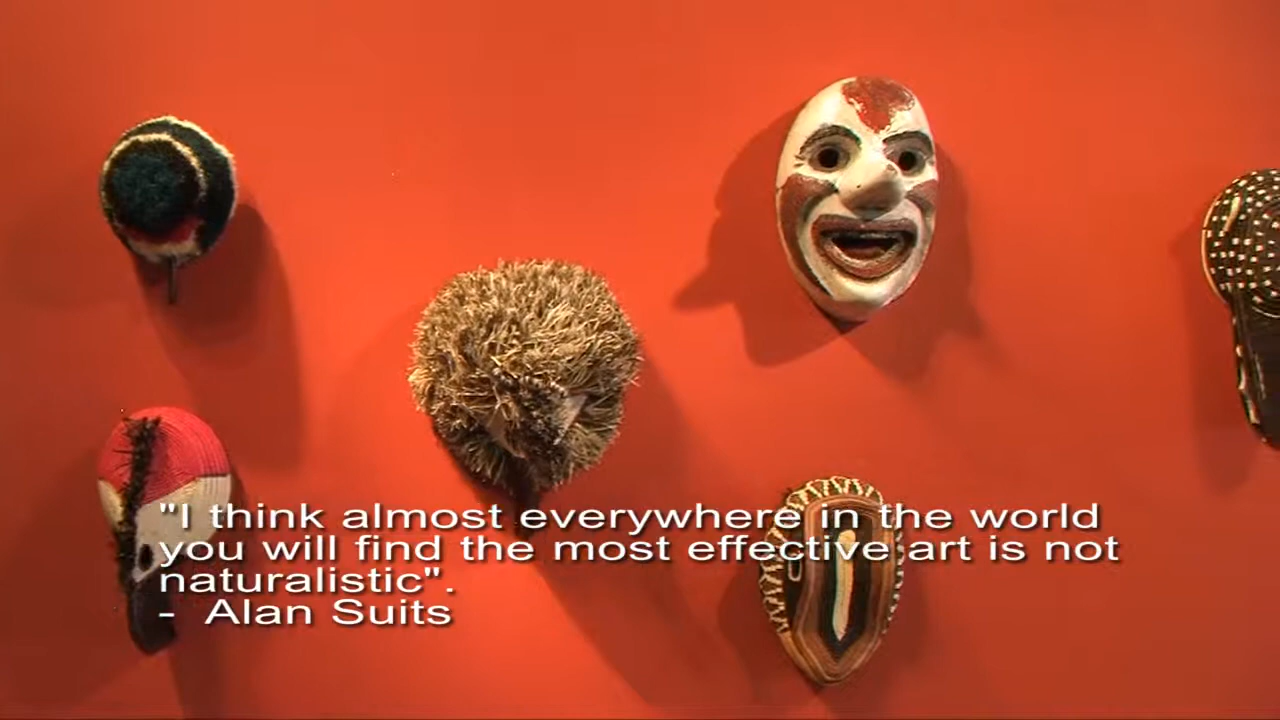 "I think almost everywhere in the world
you will find the most effective art is not
naturalistic".
- Alan Suits